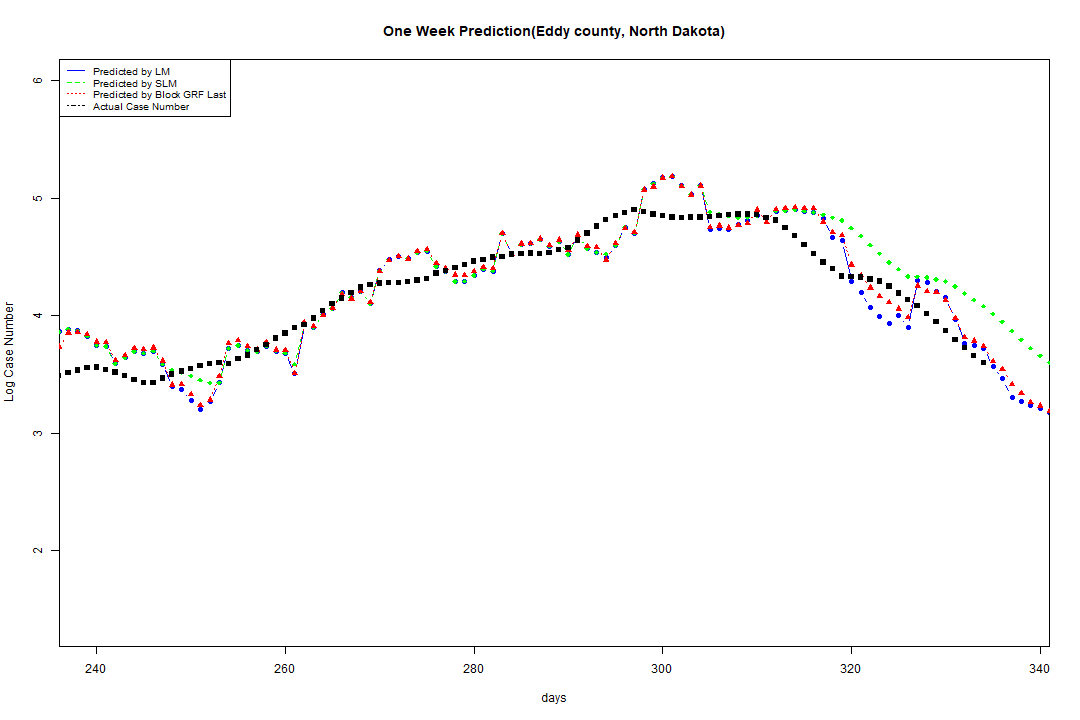 One Week Prediction(Eddy county, North Dakota)
Predicted by LM
Predicted by SLM
Predicted by Block GRF Last
Actual Case Number
6
5
4
3
2
Log Case Number
240 260 280 300 320 340
days